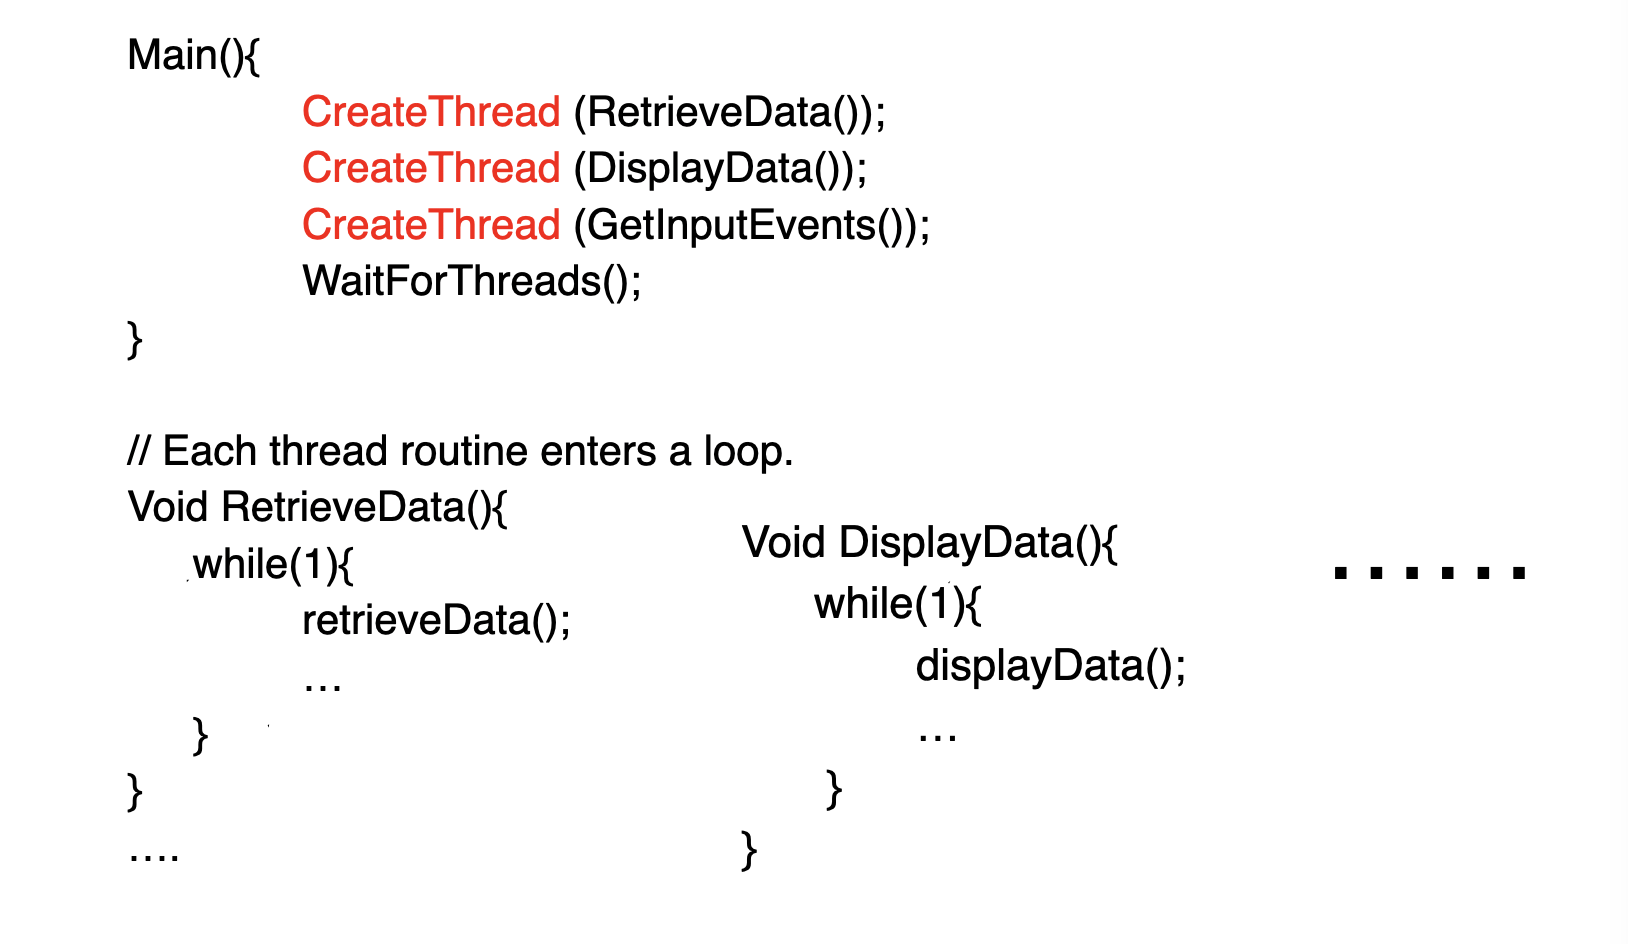 Main(){
CreateThread (RetrieveData());
CreateThread (DisplayData());
CreateThread (GetInputEvents());
WaitForThreads();
}
// Each thread routine enters a loop.
Void RetrieveData(){
while(1){
retrieveData();
…
}
}
….
Void DisplayData(){
while(1){
displayData();
…
}
}
......